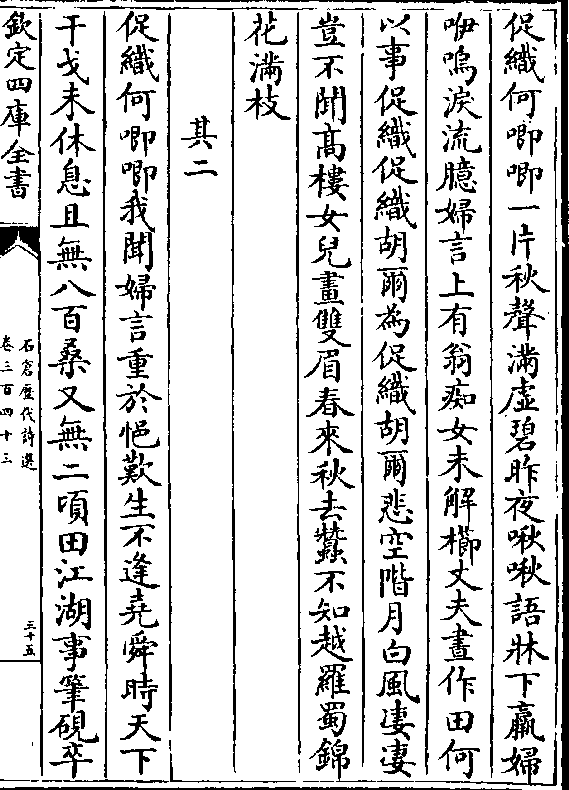 促織何唧唧一片秋聲滿虛碧昨夜啾啾語牀下羸婦
咿嗚淚流臆婦言上有翁痴女未解櫛丈夫晝作田何
以事促織促織胡爾為促織胡爾悲空階月白風凄凄
豈不聞高樓女兒畫雙眉春來秋去蠶不知越羅蜀錦
花滿枝
其二
促織何唧唧我聞婦言重於悒歎生不逢堯舜時天下
干戈未休息且無八百桑又無二頃田江湖事筆硯卒
欽定四庫全書
石倉歷代詩選
卷三百四十三
三十五